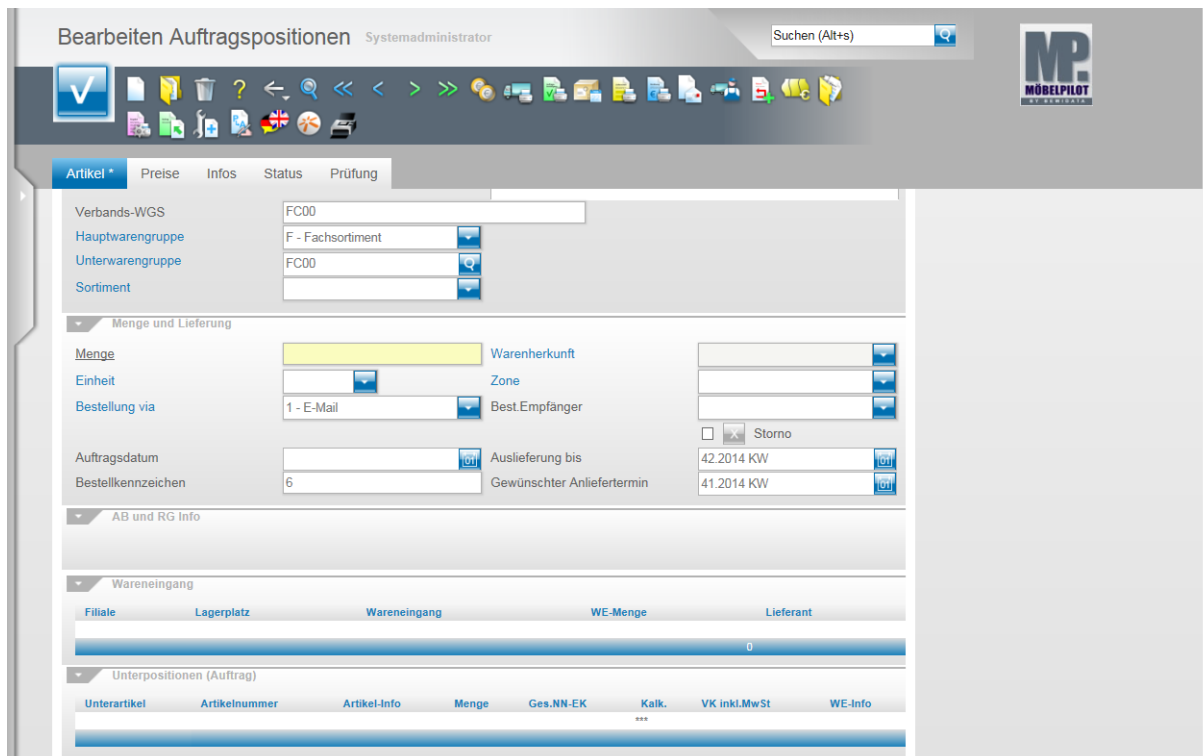 Bearbeiten Auftragspositionen Systemadministrator
Suchen (Alt+s)
MP.
MÖBELPILOT
BY BEMIDATA
Artikel * Preise Infos Status Prüfung
Verbands-WGS FC00
Hauptwarengruppe F - Fachsortiment
Unterwarengruppe FC00
Sortiment
Menge und Lieferung
Menge Warenherkunft
Einheit Zone
Bestellung via 1 - E-Mail Best.Empfänger
X Storno
Auftragsdatum Auslieferung bis 42.2014 KW
Bestellkennzeichen 6 Gewünschter Anliefertermin 41.2014 KW
AB und RG Info
Wareneingang
Filiale Lagerplatz Wareneingang WE-Menge Lieferant
0
Unterpositionen (Auftrag)
Unterartikel Artikelnummer Artikel-Info Menge Ges.NN-EK Kalk. VK inkl.MwSt WE-Info
***